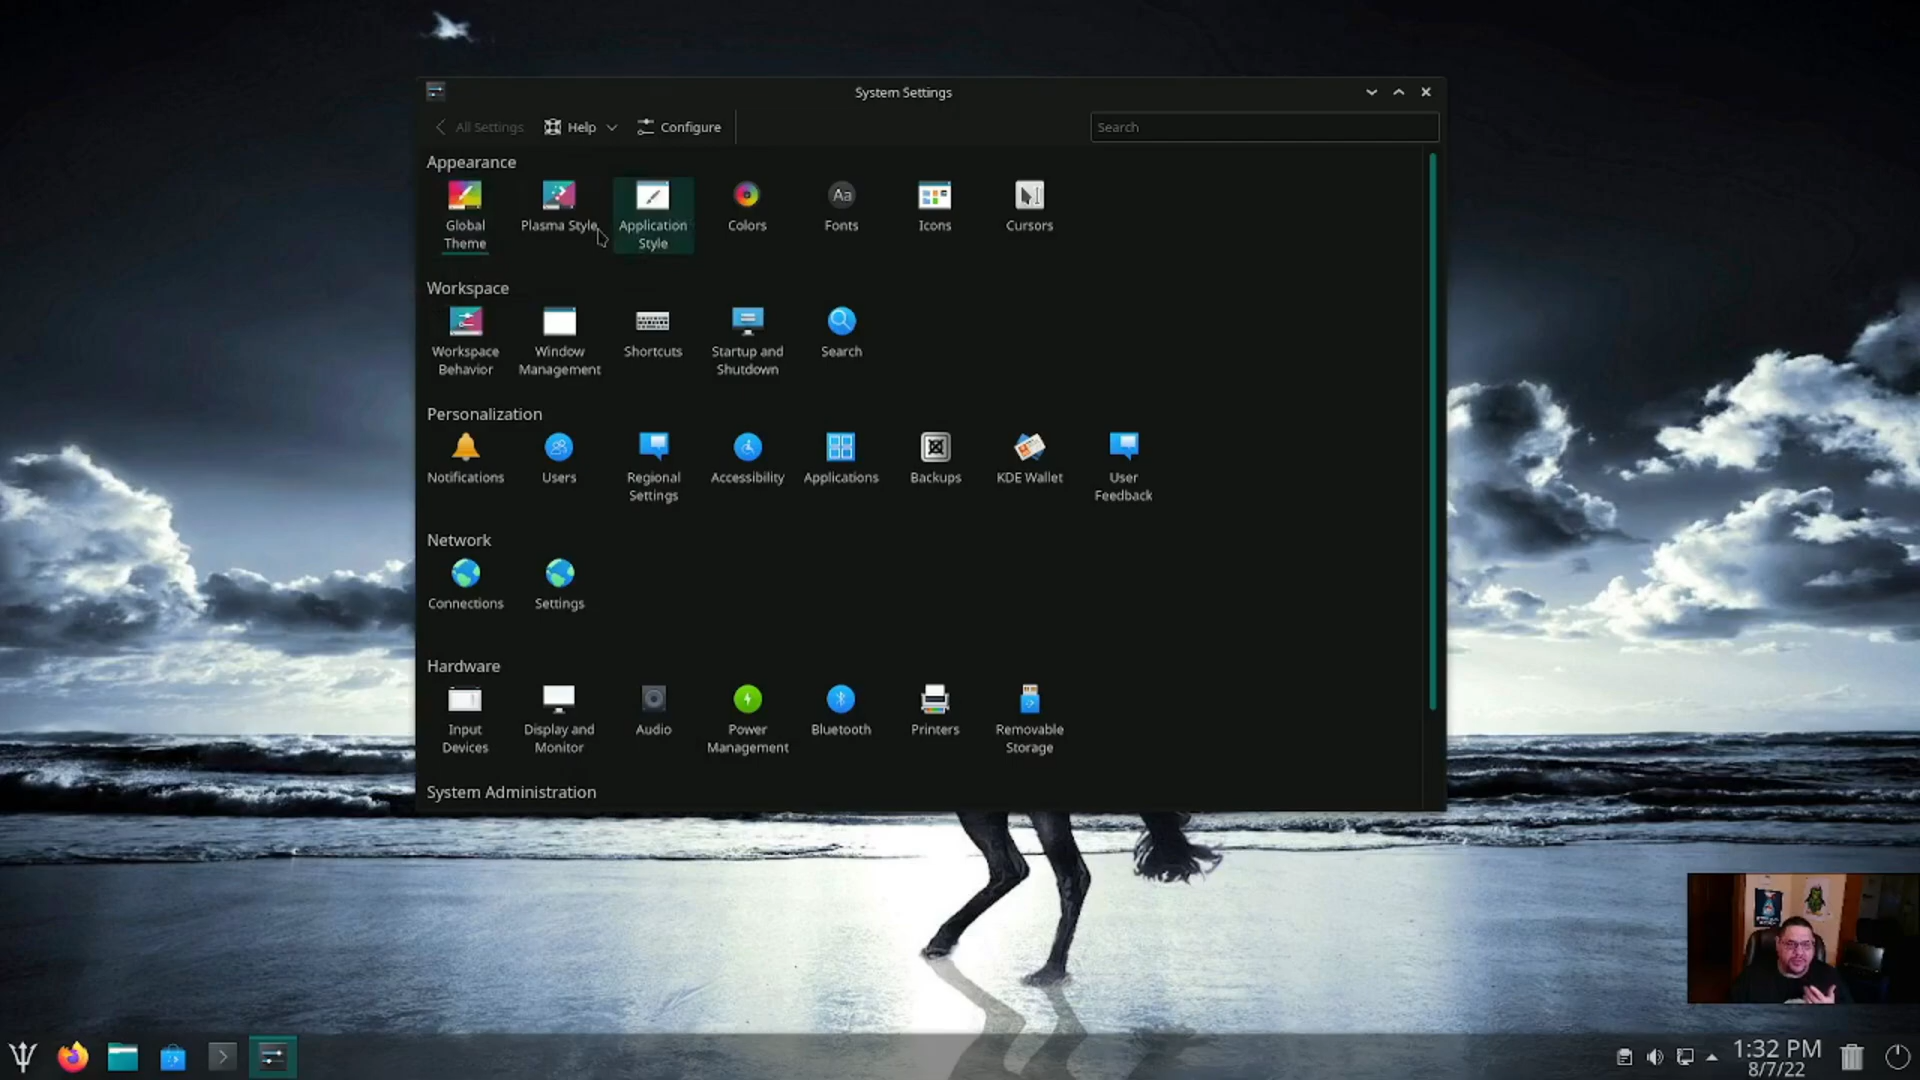 System Settings
All Settings Help Configure Search
Appearance
Global Theme
Plasma Style
Application Style
Colors
Aa
Fonts
Icons
Cursors
Workspace
Workspace Behavior
Window Management
Shortcuts
Startup and Shutdown
Search
Personalization
Notifications
Users
Regional Settings
Accessibility
Applications
Backups
KDE Wallet
User Feedback
Network
Connections
Settings
Hardware
Input Devices
Display and Monitor
Audio
Power Management
Bluetooth
Printers
Removable Storage
System Administration
1:32 PM
8/7/22